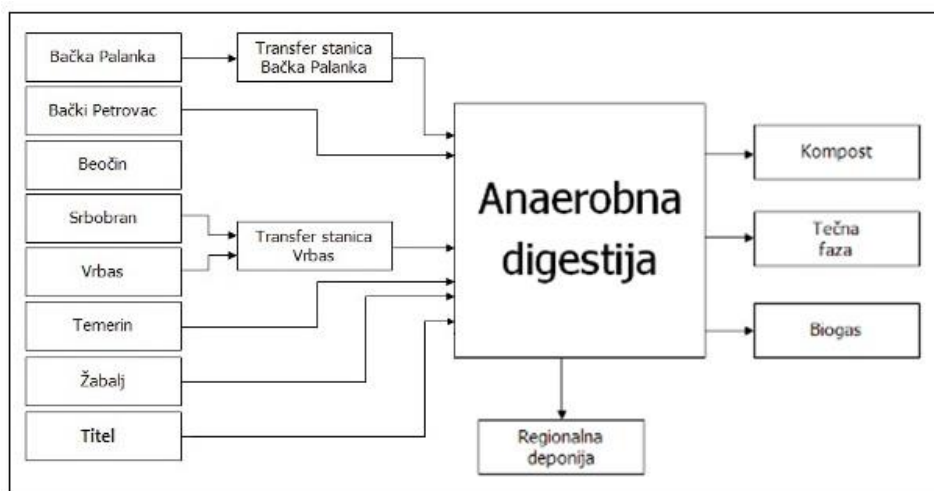 Bačka Palanka
Bački Petrovac
Beočin
Srbobran
Vrbas
Temerin
Žabalj
Titel
Transfer stanica
Bačka Palanka
Transfer stanica
Vrbas
Anaerobna
digestija
Regionalna
deponija
Kompost
Tečna
faza
Biogas